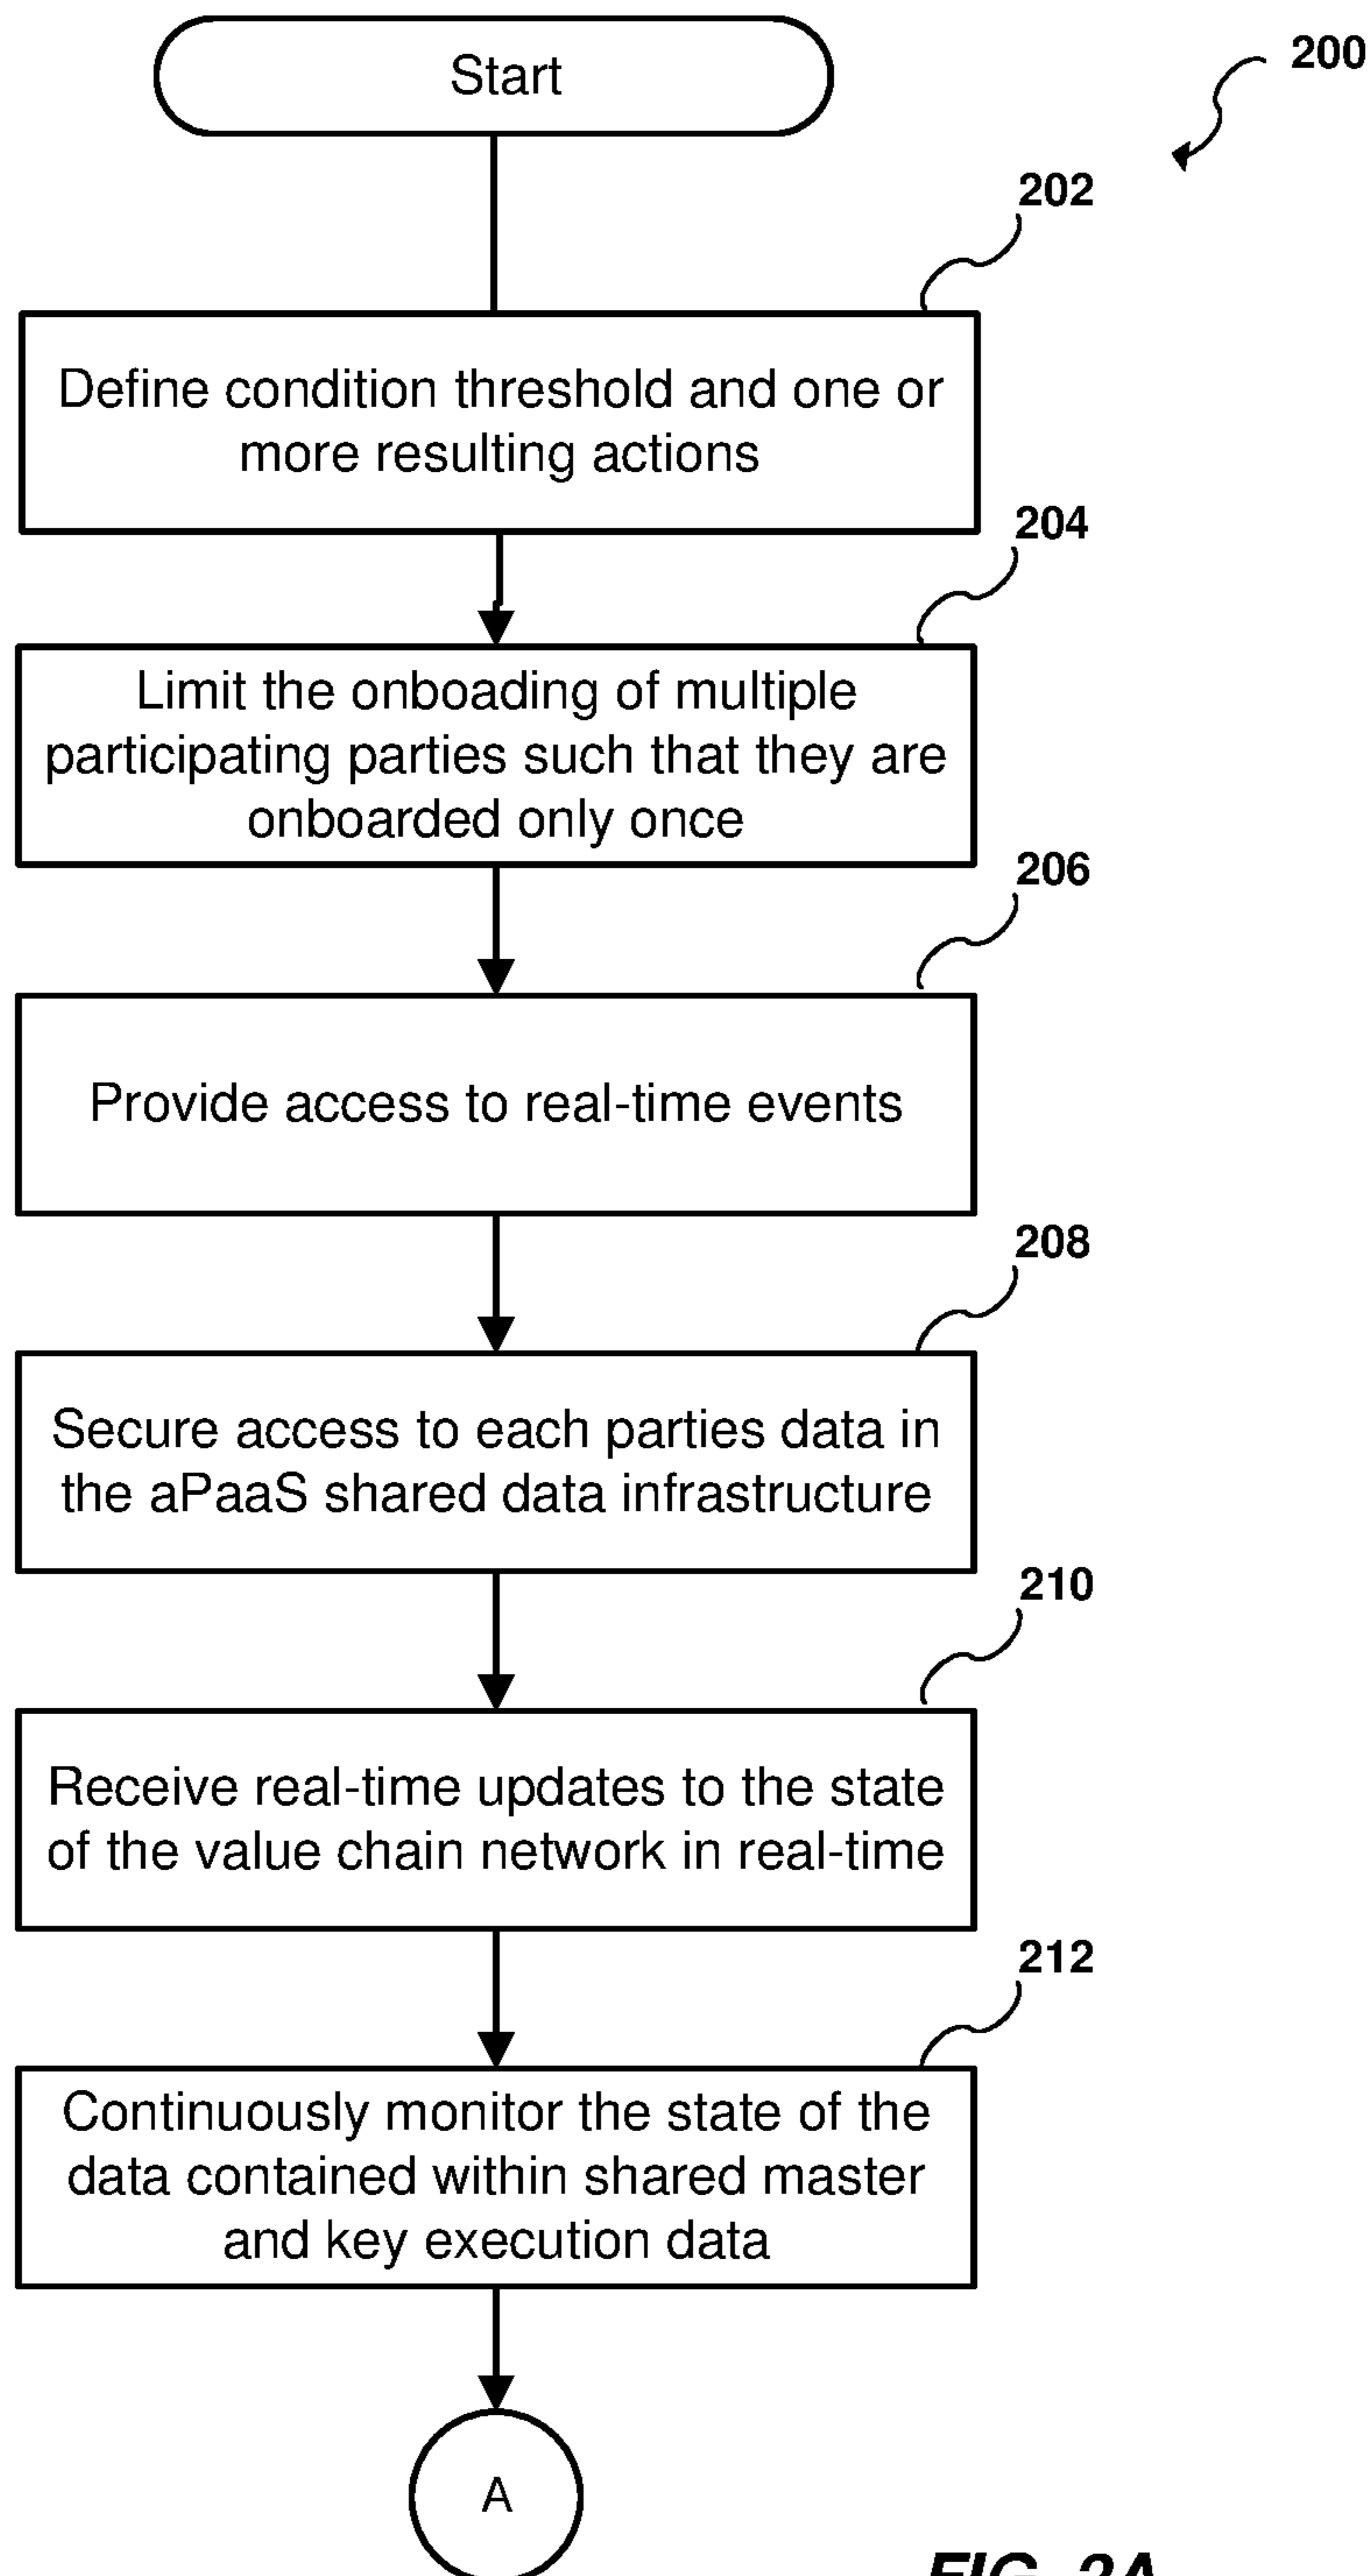 Start
200
202
Define condition threshold and one or
more resulting actions
204
Limit the onboading of multiple
participating parties such that they are
onboarded only once
206
Provide access to real-time events
208
Secure access to each parties data in
the aPaaS shared data infrastructure
210
Receive real-time updates to the state
of the value chain network in real-time
212
Continuously monitor the state of the
data contained within shared master
and key execution data
A
FIG. 2A